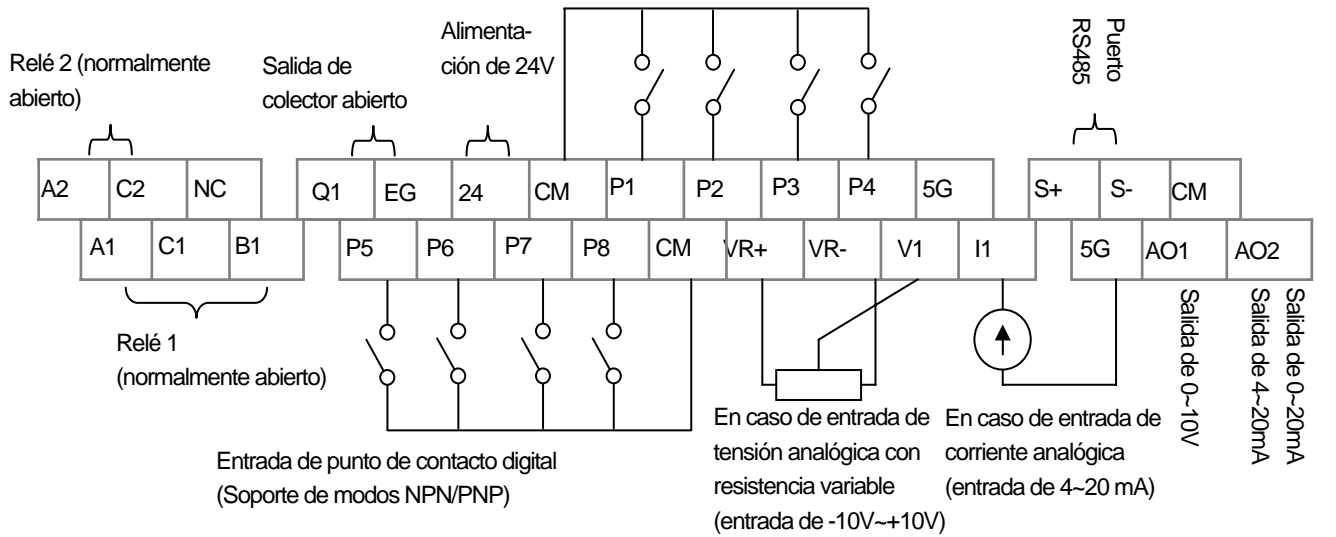 Relé 2 (normalmente
abierto)
Salida de
colector abierto
Alimenta-
ción de 24V
Puerto
RS485
A2 C2 NC
Q1 EG 24 CM P1 P2 P3 P4 5G
S+ S- CM
A1 C1 B1
P5 P6 P7 P8 CM VR+ VR- V1 I1
5G AO1 AO2
Relé 1
(normalmente abierto)
Entrada de punto de contacto digital
(Soporte de modos NPN/PNP)
En caso de entrada de
tensión analógica con
resistencia variable
(entrada de -10V~+10V)
En caso de entrada de
corriente analógica
(entrada de 4~20 mA)
Salida de 0~10V
Salida de 0~20mA
Salida de 4~20mA